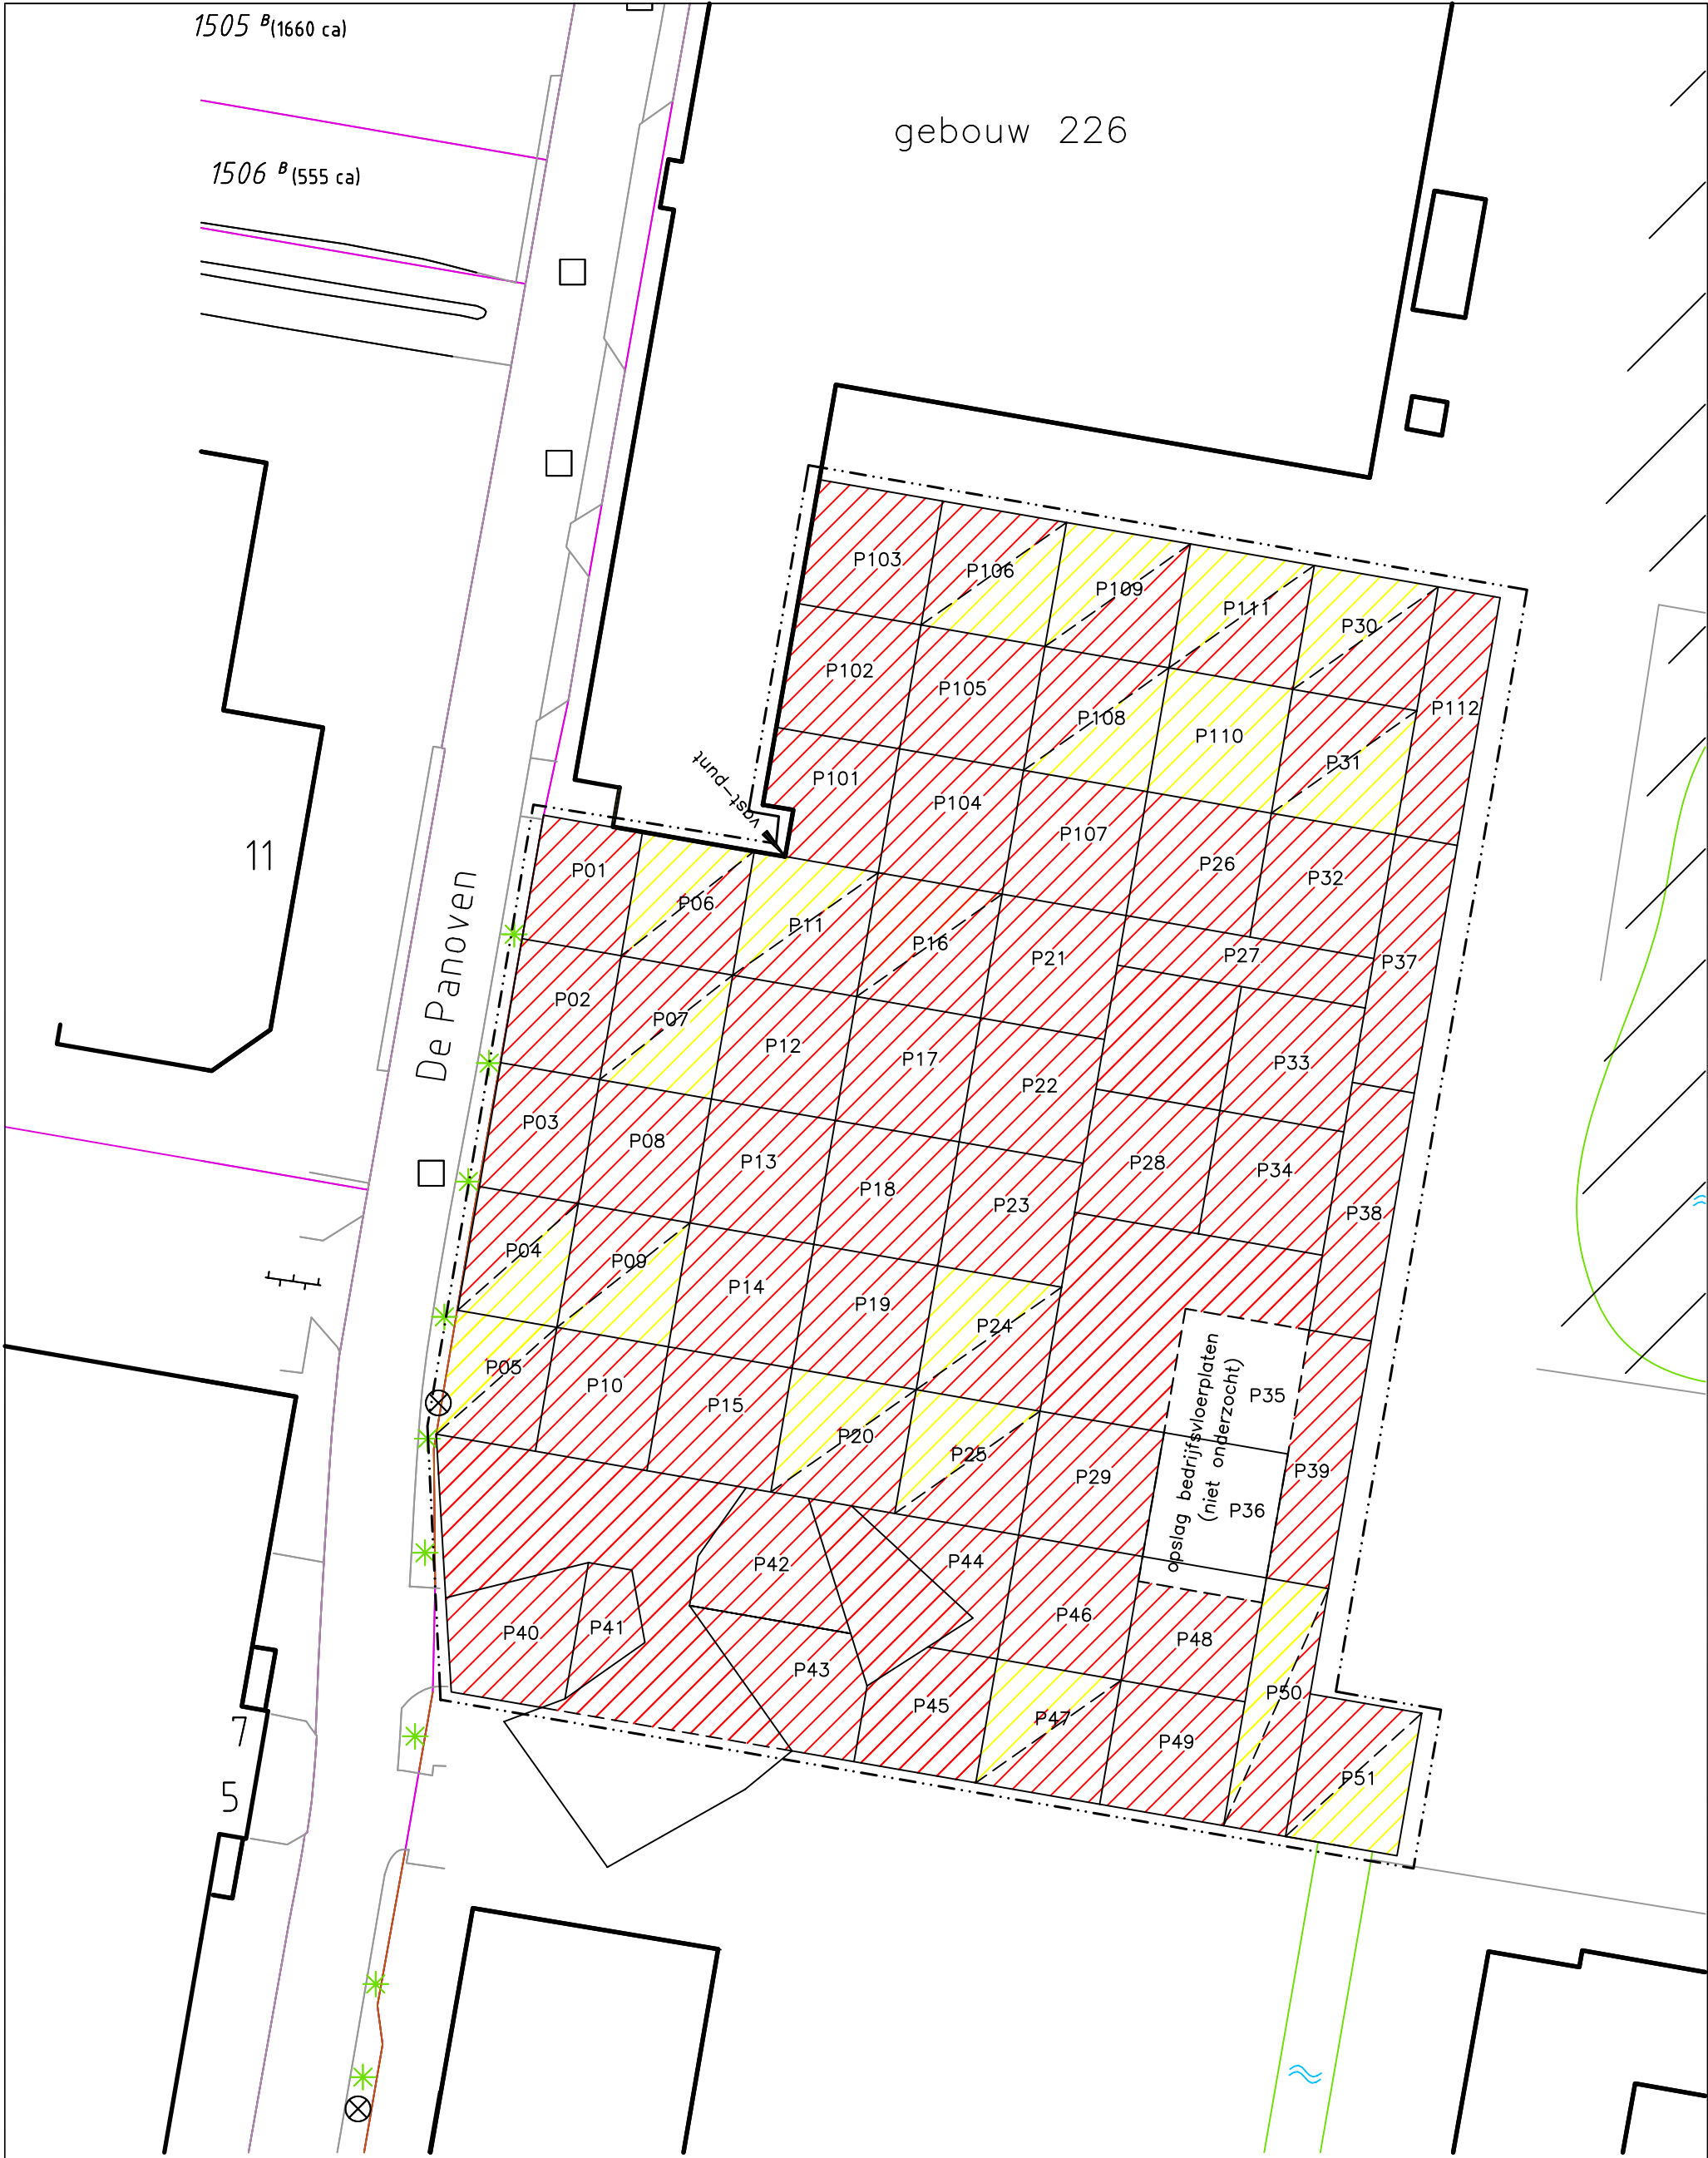 1505 B (1660 ca)
gebouw 226
1506 B (555 ca)
P103
P106
P109
P111
P30
P102
P105
P108
P110
P112
P31
vast-punt
P101
P104
P107
P26
P32
11
De Panoven
P01
P06
P11
P16
P21
P27
P37
P02
P07
P12
P17
P22
P33
P03
P08
P13
P18
P23
P28
P34
P38
P04
P09
P14
P19
P24
P05
P10
P15
P20
P25
P29
opslag bedrijfsvloerplaten
(niet onderzocht)
P35
P36
P39
P42
P44
P40
P41
P43
P45
P46
P48
P47
P49
P50
P51
7
5